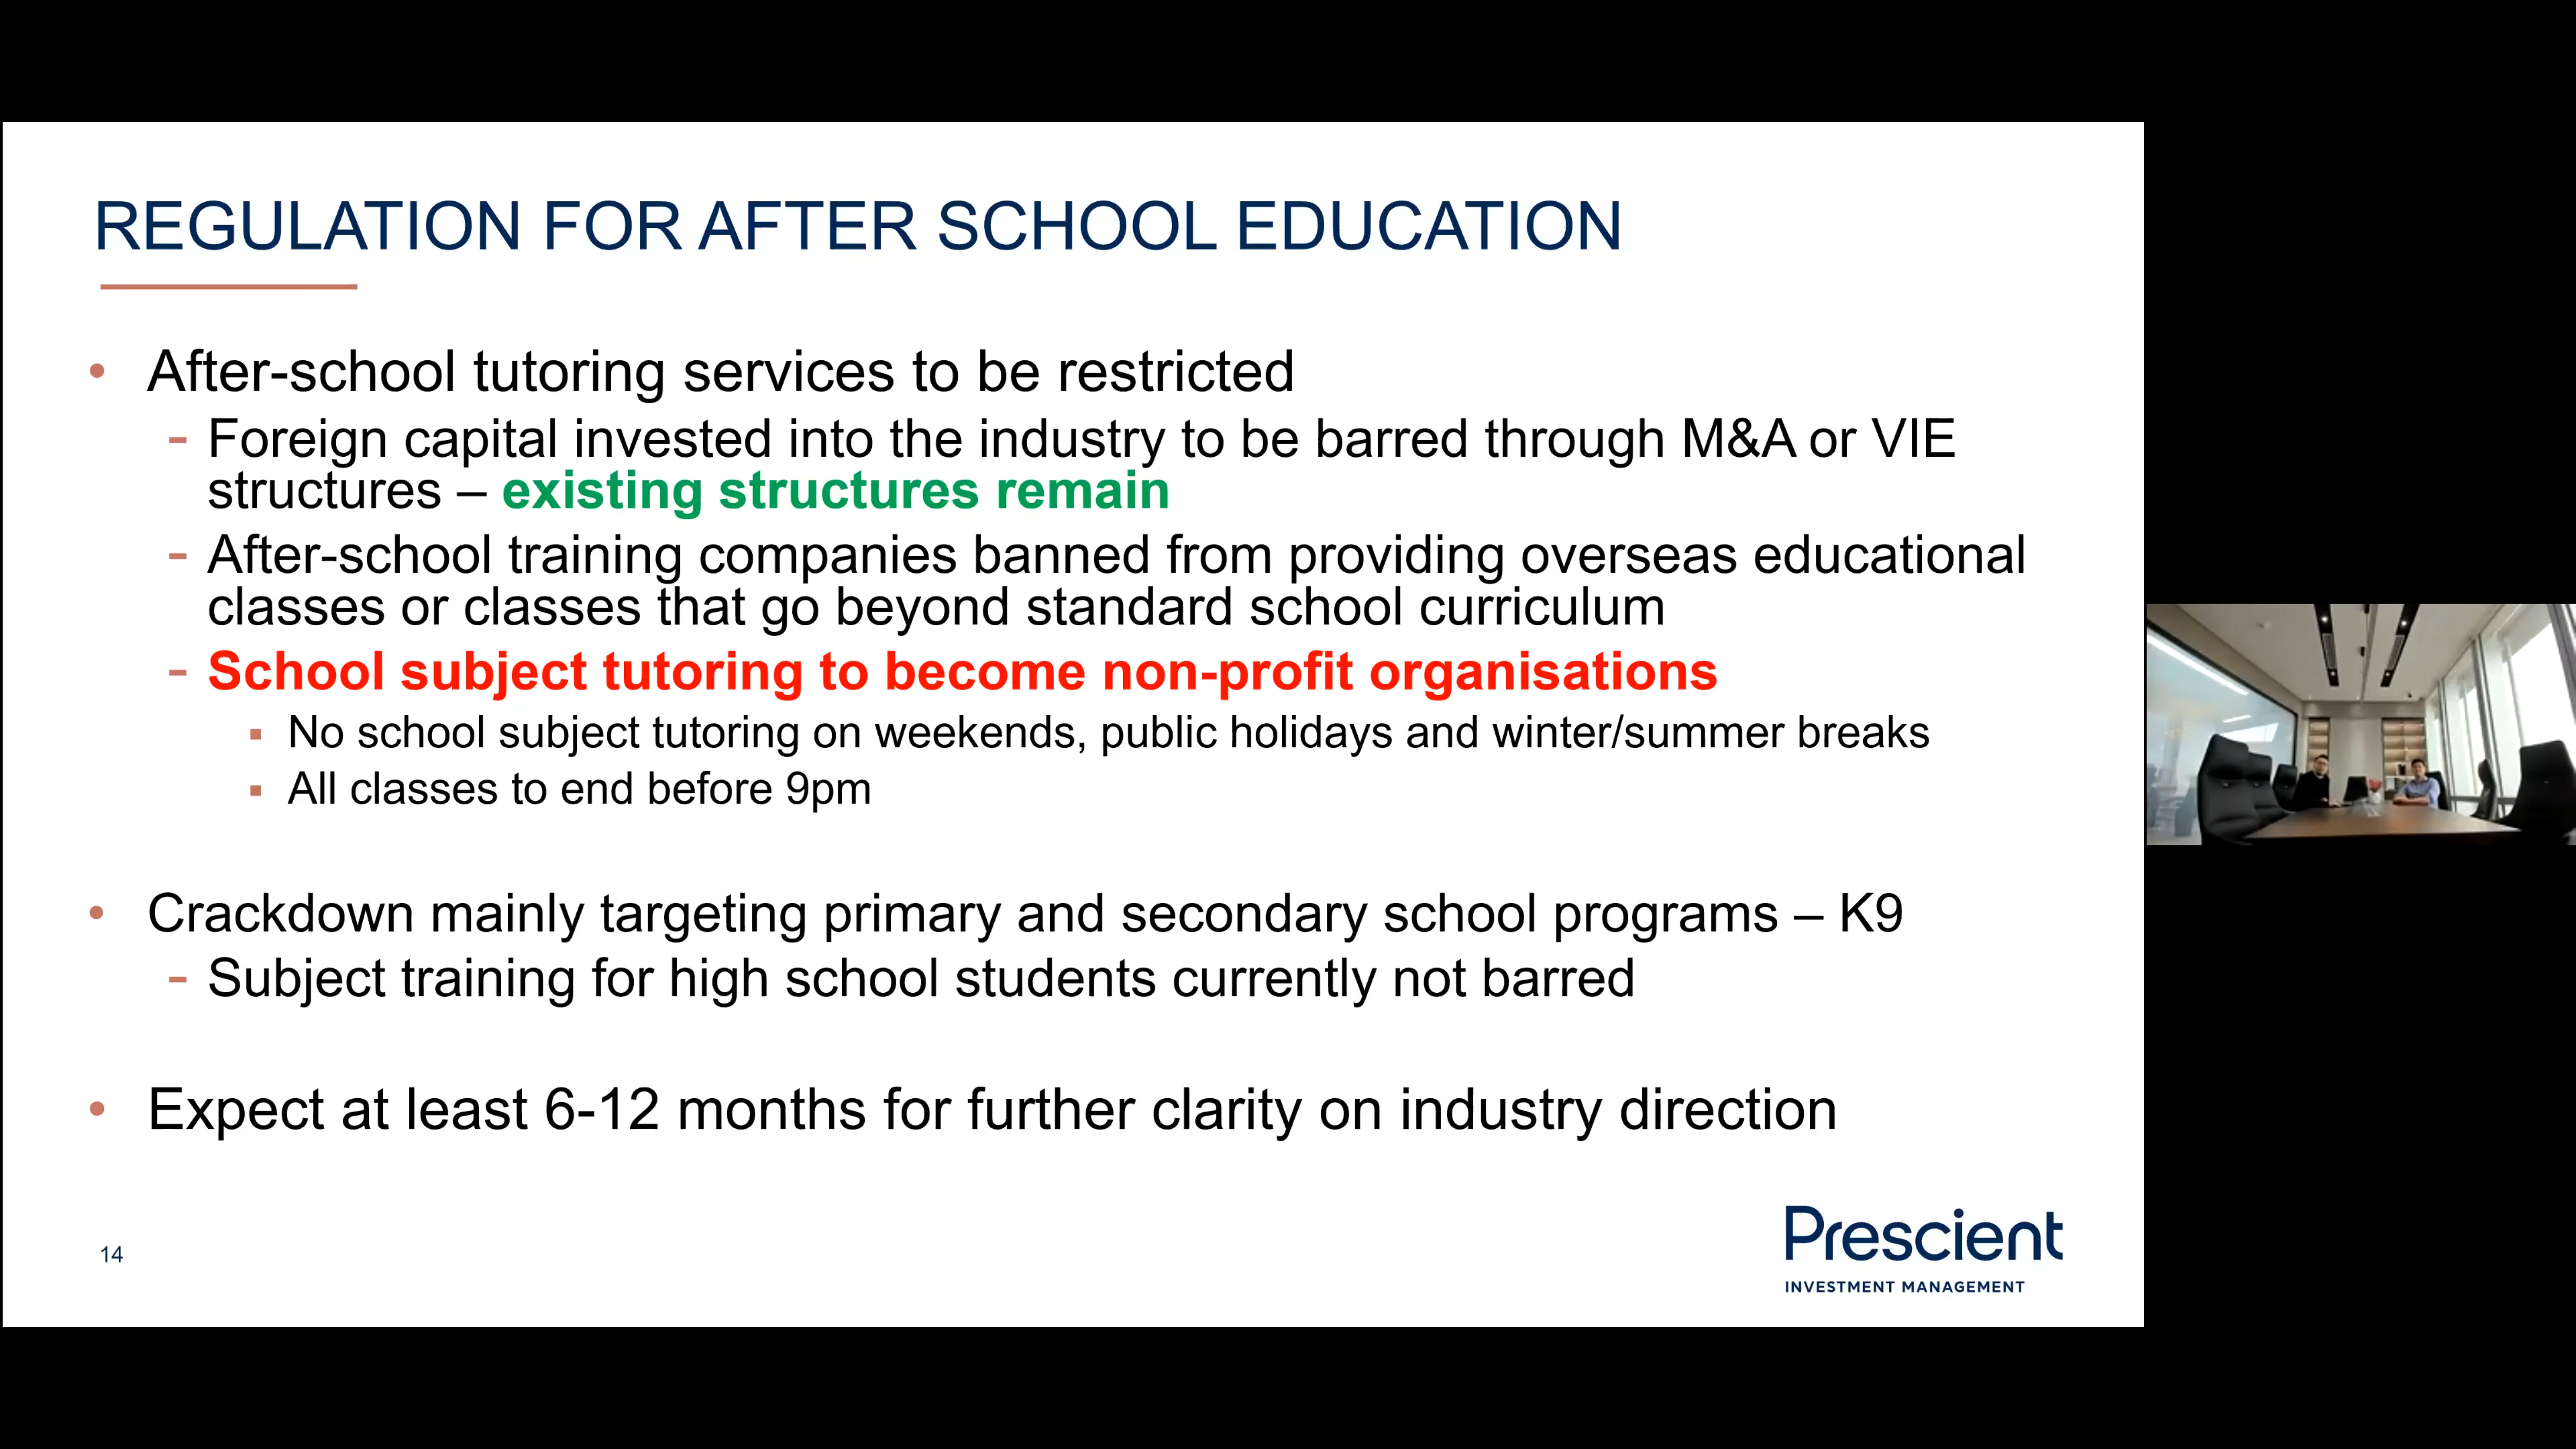 REGULATION FOR AFTER SCHOOL EDUCATION
• After-school tutoring services to be restricted
- Foreign capital invested into the industry to be barred through M&A or VIE
structures – existing structures remain
- After-school training companies banned from providing overseas educational
classes or classes that go beyond standard school curriculum
- School subject tutoring to become non-profit organisations
▪ No school subject tutoring on weekends, public holidays and winter/summer breaks
▪ All classes to end before 9pm
• Crackdown mainly targeting primary and secondary school programs – K9
- Subject training for high school students currently not barred
• Expect at least 6-12 months for further clarity on industry direction
14
Prescient
INVESTMENT MANAGEMENT